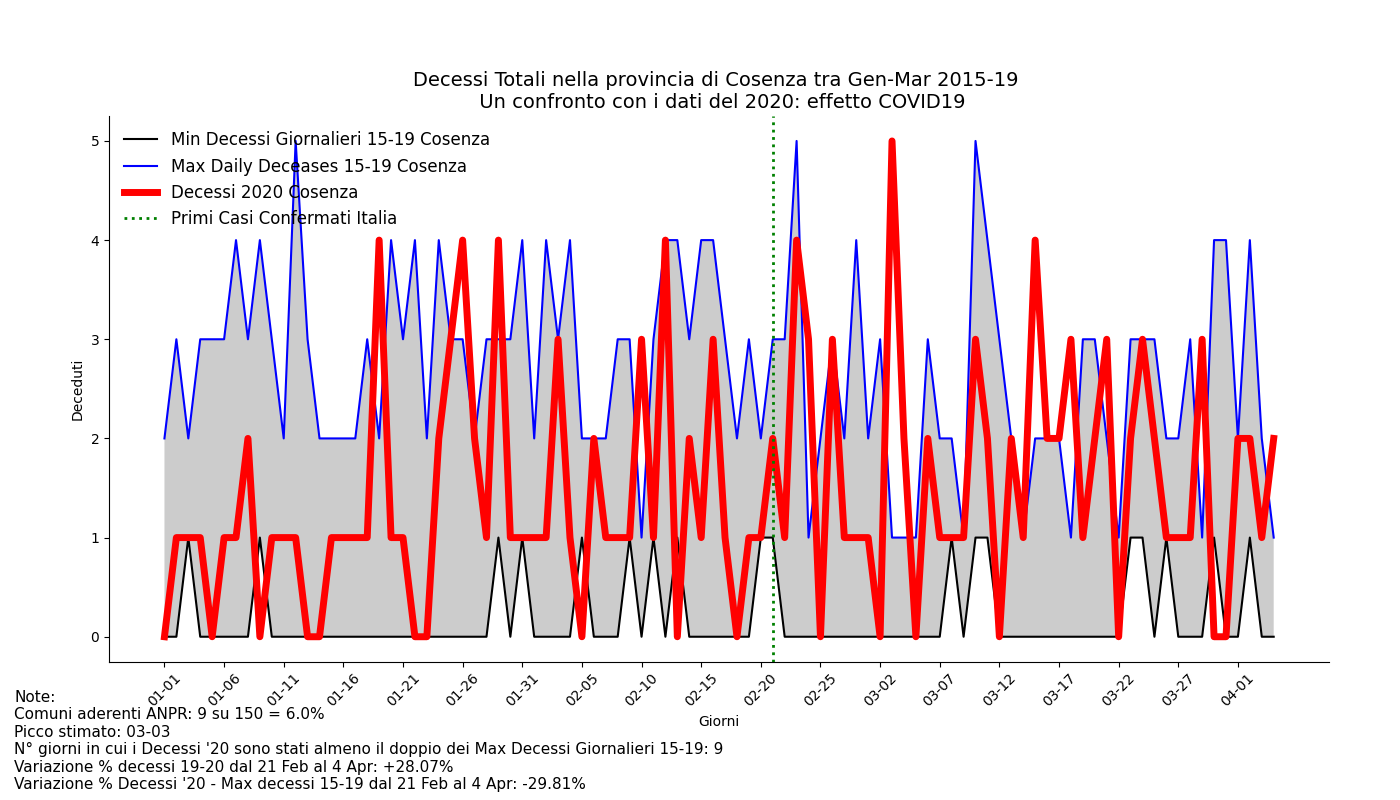 Decessi Totali nella provincia di Cosenza tra Gen-Mar 2015-19
Un confronto con i dati del 2020: effetto COVID19
Min Decessi Giornalieri 15-19 Cosenza
Max Daily Deceases 15-19 Cosenza
Decessi 2020 Cosenza
Primi Casi Confermati Italia
5
4
3
2
1
0
Deceduti
01-01
01-06
01-11
01-16
01-21
01-26
01-31
02-05
02-10
02-15
02-20
02-25
03-02
03-07
03-12
03-17
03-22
03-27
04-01
Giorni
Note:
Comuni aderenti ANPR: 9 su 150 = 6.0%
Picco stimato: 03-03
N° giorni in cui i Decessi '20 sono stati almeno il doppio dei Max Decessi Giornalieri 15-19: 9
Variazione % decessi 19-20 dal 21 Feb al 4 Apr: +28.07%
Variazione % Decessi '20 - Max decessi 15-19 dal 21 Feb al 4 Apr: -29.81%